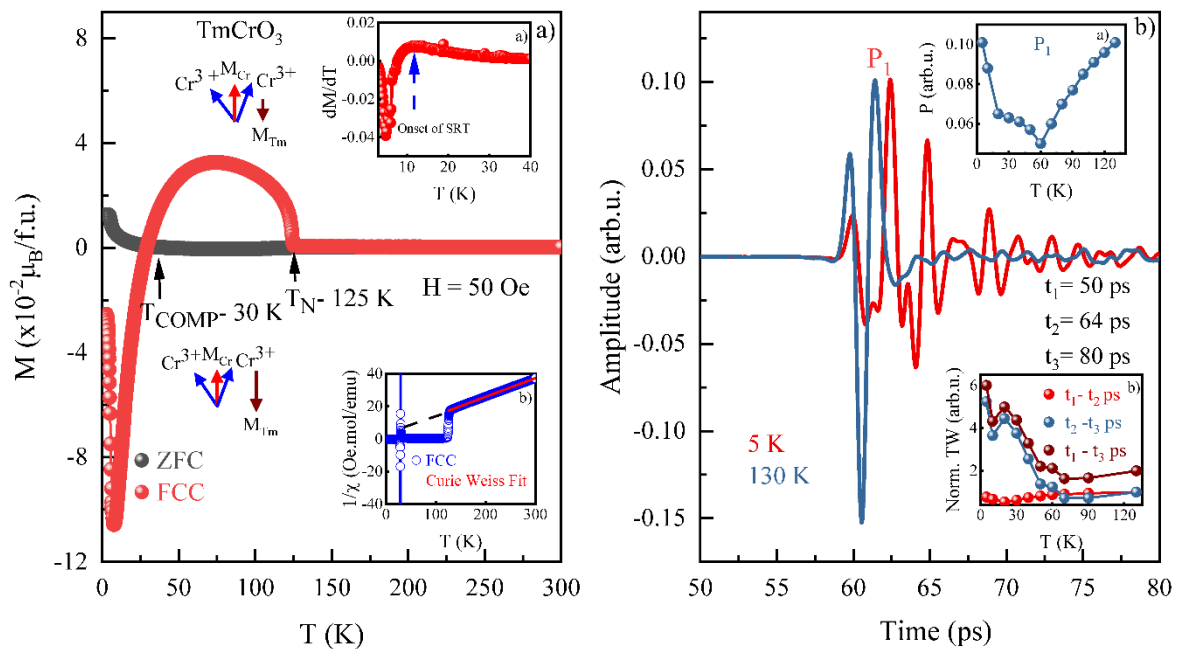 TmCrO₃
a)
Cr³⁺ M_Cr Cr³⁺
M_Tm
T_COMP- 30 K
T_N- 125 K
H = 50 Oe
Cr³⁺ M_Cr Cr³⁺
M_Tm
ZFC
FCC
M (x10⁻²μ_B/f.u.)
8
4
0
-4
-8
-12
0 50 100 150 200 250 300
T (K)
a)
Onset of SRT
dM/dT
0.02
0.00
-0.02
-0.04
10 20 30 40
T (K)
b)
FCC
Curie Weiss Fit
1/χ (Oe.mol/emu)
40
20
0
-20
-40
0 100 200 300
T (K)
b)
P₁
t₁= 50 ps
t₂= 64 ps
t₃= 80 ps
5 K
130 K
Amplitude (arb.u.)
0.10
0.05
0.00
-0.05
-0.10
-0.15
50 55 60 65 70 75 80
Time (ps)
a)
P₁
P (arb.u.)
0.10
0.08
0.06
0 30 60 90 120
T (K)
b)
t₁- t₂ ps
t₂ -t₃ ps
t₁ - t₃ ps
Norm. TW (arb.u.)
6
4
2
0 30 60 90 120
T (K)